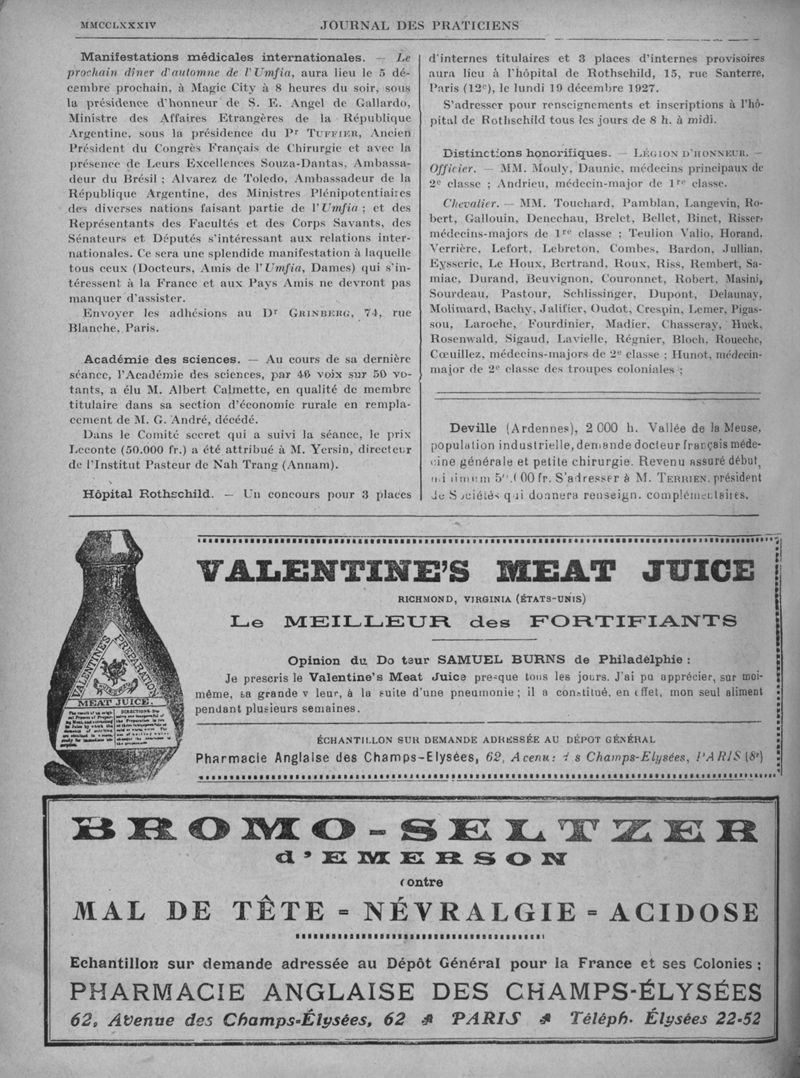 MMCCLXXXIV
JOURNAL DES PRATICIENS
Manifestations médicales internationales. — Le
prochain dîner d'automne de l'Umfia, aura lieu le 5 dé-
cembre prochain, à Magic City à 8 heures du soir, sous
la présidence d'honneur de S. E. Angel de Gallardo,
Ministre des Affaires Etrangères de la République
Argentine, sous la présidence du Pr TUFFIER, Ancien
Président du Congrès Français de Chirurgie et avec la
présence de Leurs Excellences Souza-Dantas, Ambassa-
deur du Brésil ; Alvarez de Toledo, Ambassadeur de la
République Argentine, des Ministres Plénipotentiaires
des diverses nations faisant partie de l'Umfia ; et des
Représentants des Facultés et des Corps Savants, des
Sénateurs et Députés s'intéressant aux relations inter-
nationales. Ce sera une splendide manifestation à laquelle
tous ceux (Docteurs, Amis de l'Umfia, Dames) qui s'in-
téressent à la France et aux Pays Amis ne devront pas
manquer d'assister.
Envoyer les adhésions au Dr GRINBERG, 74, rue
Blanche, Paris.
Académie des sciences. — Au cours de sa dernière
séance, l'Académie des sciences, par 46 voix sur 50 vo-
tants, a élu M. Albert Calmette, en qualité de membre
titulaire dans sa section d'économie rurale en rempla-
cement de M. G. André, décédé.
Dans le Comité secret qui a suivi la séance, le prix
Leconte (50.000 fr.) a été attribué à M. Yersin, directeur
de l'Institut Pasteur de Nah Trang (Annam).
Hôpital Rothschild. — Un concours pour 3 places
d'internes titulaires et 3 places d'internes provisoires
aura lieu à l'hôpital de Rothschild, 15, rue Santerre,
Paris (12e), le lundi 19 décembre 1927.
S'adresser pour renseignements et inscriptions à l'hô-
pital de Rothschild tous les jours de 8 h. à midi.
Distinctions honorifiques. — LÉGION D'HONNEUR. —
Officier. — MM. Mouly, Daunic, médecins principaux de
2e classe ; Andrieu, médecin-major de 1re classe.
Chevalier. — MM. Touchard, Pamblan, Langevin, Ro-
bert, Gallouin, Denechau, Brelet, Bellet, Binet, Risser,
médecins-majors de 1re classe ; Teulion Valio, Horand,
Verrière, Lefort, Lebreton, Combes, Bardon, Jullian,
Eysseric, Le Houx, Bertrand, Roux, Riss, Rembert, Sa-
miac, Durand, Beuvignon, Couronnet, Robert, Masini,
Sourdeau, Pastour, Schlissinger, Dupont, Delaunay,
Molimard, Bachy, Jalifier, Oudot, Crespin, Lemer, Pigas-
sou, Laroche, Fourdinier, Madier, Chasseray, Huck,
Rosenwald, Sigaud, Lavielle, Régnier, Bloch, Roueche,
Cœuillez, médecins-majors de 2e classe ; Hunot, médecin-
major de 2e classe des troupes coloniales ;
Deville (Ardennes), 2 000 h. Vallée de la Meuse,
population industrielle, demande docteur français méde-
cine générale et petite chirurgie. Revenu assuré début,
minimum 50.000 fr. S'adresser à M. TERRIEN, président
de Sociétés qui donnera renseign. complémentaires.
VALENTINE'S PREPARATION
MEAT JUICE.
VALENTINE'S MEAT JUICE
RICHMOND, VIRGINIA (ÉTATS-UNIS)
Le MEILLEUR des FORTIFIANTS
Opinion du Do teur SAMUEL BURNS de Philadelphie :
Je prescris le Valentine's Meat Juice presque tous les jours. J'ai pu apprécier, sur moi-
même, sa grande v leur, à la suite d'une pneumonie ; il a constitué, en effet, mon seul aliment
pendant plusieurs semaines.
ÉCHANTILLON SUR DEMANDE ADRESSÉE AU DÉPOT GÉNÉRAL
Pharmacie Anglaise des Champs-Elysées, 62, Avenue d s Champs-Elysées, PARIS (8e)
BROMO-SELTZER
d'EMERSON
contre
MAL DE TÊTE = NÉVRALGIE = ACIDOSE
Echantillon sur demande adressée au Dépôt Général pour la France et ses Colonies :
PHARMACIE ANGLAISE DES CHAMPS-ÉLYSÉES
62, Avenue des Champs-Élysées, 62 PARIS Téléph. Élysées 22-52